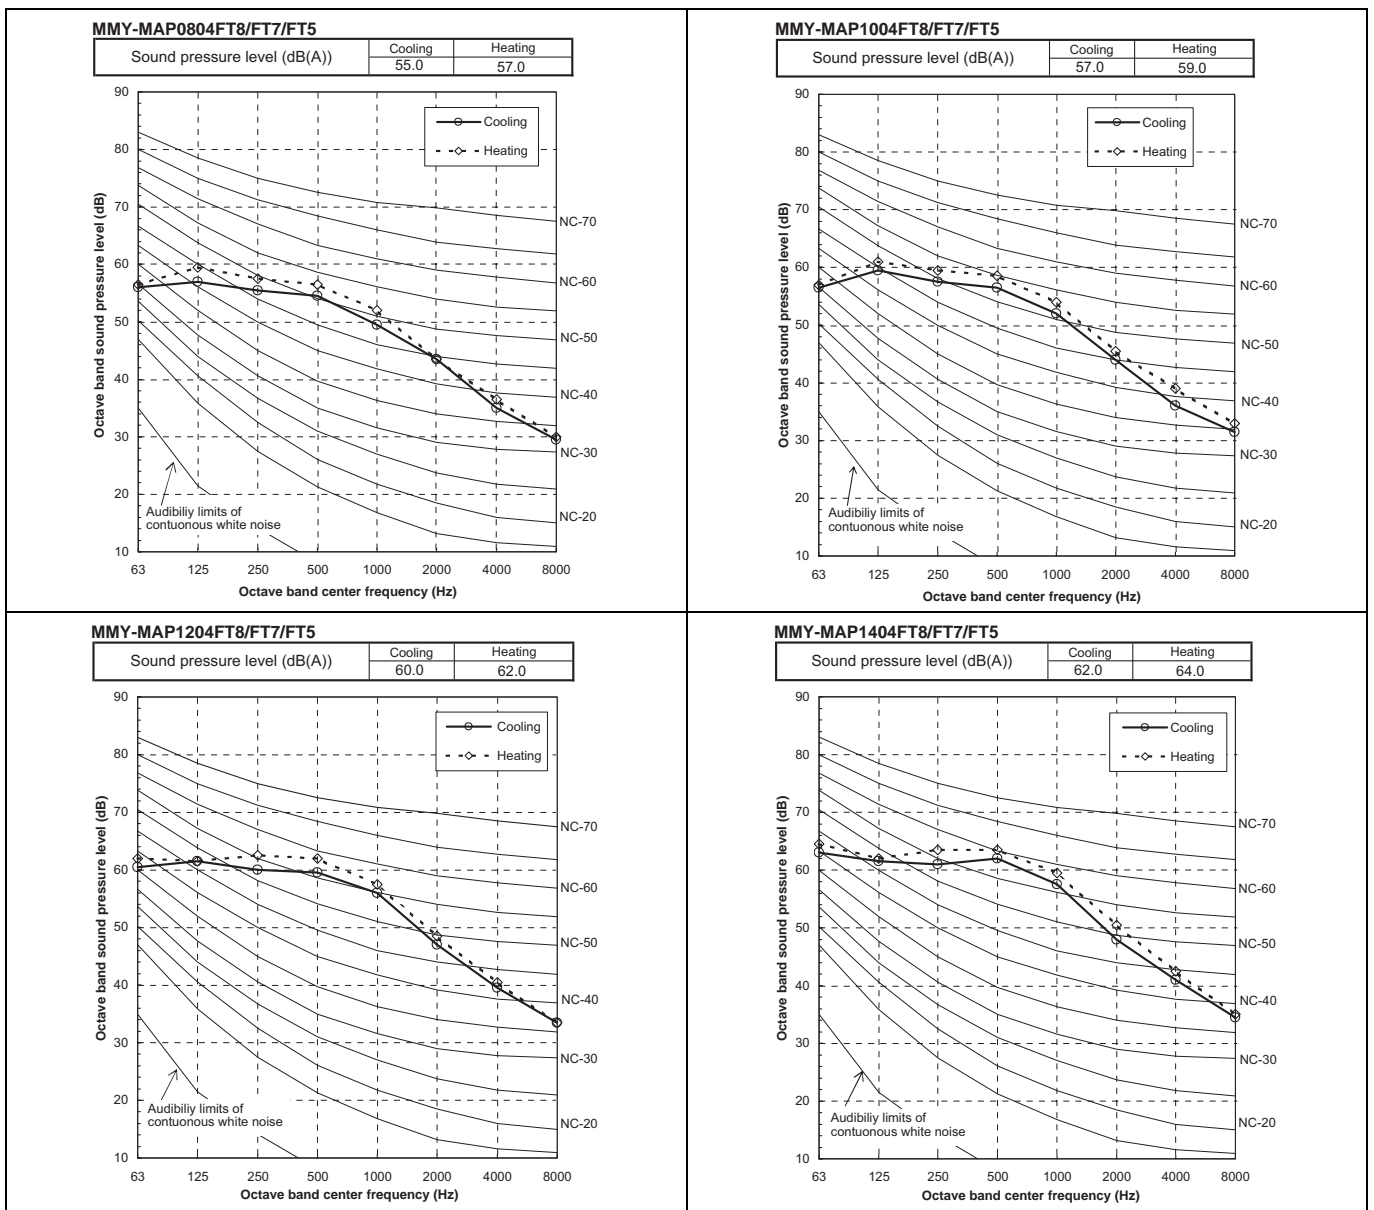 MMY-MAP0804FT8/FT7/FT5
Sound pressure level (dB(A)) Cooling Heating
55.0 57.0
90
80
70
60
50
40
30
20
10
Octave band sound pressure level (dB)
Cooling
Heating
NC-70
NC-60
NC-50
NC-40
NC-30
NC-20
Audibiliy limits of
contuonous white noise
63 125 250 500 1000 2000 4000 8000
Octave band center frequency (Hz)
MMY-MAP1004FT8/FT7/FT5
Sound pressure level (dB(A)) Cooling Heating
57.0 59.0
90
80
70
60
50
40
30
20
10
Octave band sound pressure level (dB)
Cooling
Heating
NC-70
NC-60
NC-50
NC-40
NC-30
NC-20
Audibiliy limits of
contuonous white noise
63 125 250 500 1000 2000 4000 8000
Octave band center frequency (Hz)
MMY-MAP1204FT8/FT7/FT5
Sound pressure level (dB(A)) Cooling Heating
60.0 62.0
90
80
70
60
50
40
30
20
10
Octave band sound pressure level (dB)
Cooling
Heating
NC-70
NC-60
NC-50
NC-40
NC-30
NC-20
Audibiliy limits of
contuonous white noise
63 125 250 500 1000 2000 4000 8000
Octave band center frequency (Hz)
MMY-MAP1404FT8/FT7/FT5
Sound pressure level (dB(A)) Cooling Heating
62.0 64.0
90
80
70
60
50
40
30
20
10
Octave band sound pressure level (dB)
Cooling
Heating
NC-70
NC-60
NC-50
NC-40
NC-30
NC-20
Audibiliy limits of
contuonous white noise
63 125 250 500 1000 2000 4000 8000
Octave band center frequency (Hz)